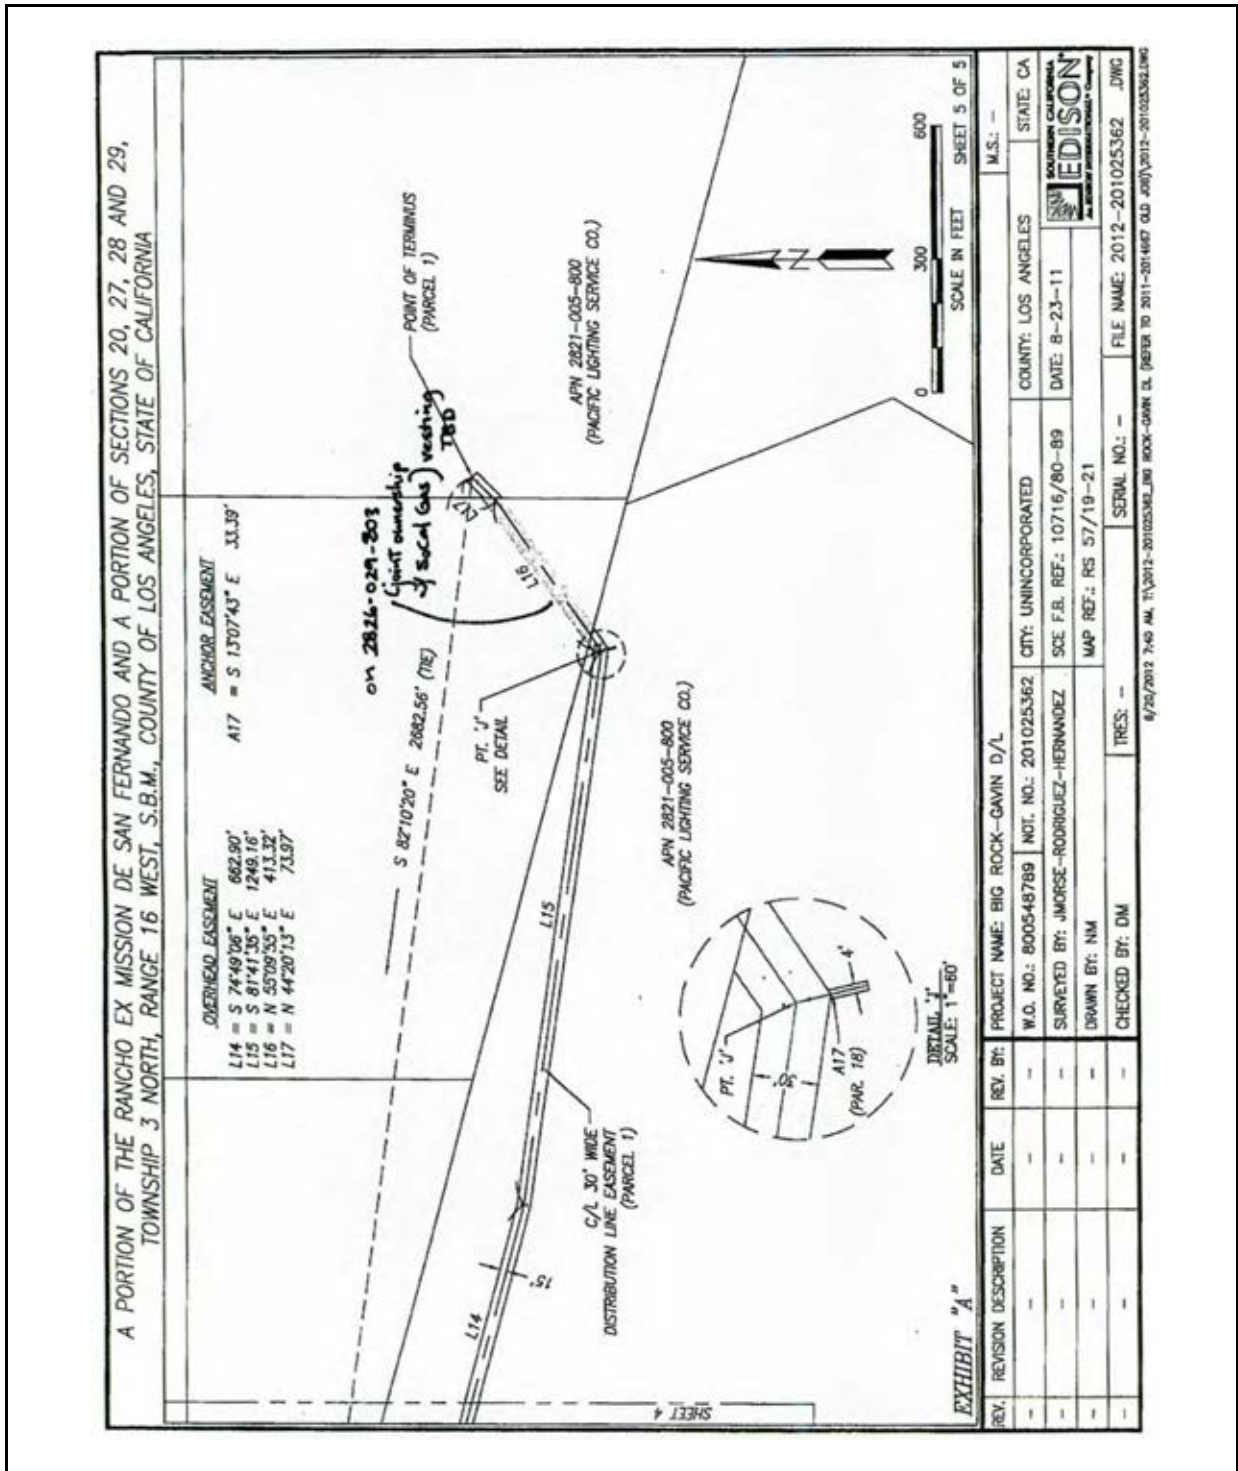 A PORTION OF THE RANCHO EX MISSION DE SAN FERNANDO AND A PORTION OF SECTIONS 20, 27, 28 AND 29,
TOWNSHIP 3 NORTH, RANGE 16 WEST, S.B.M., COUNTY OF LOS ANGELES, STATE OF CALIFORNIA
OVERHEAD EASEMENT
L14 = S 74°49'06" E 662.90'
L15 = S 81°41'35" E 1249.16'
L16 = N 55°09'55" E 413.32'
L17 = N 44°20'13" E 73.97'
ANCHOR EASEMENT
A17 = S 13°07'43" E 33.39'
on 2826-029-803
(joint ownership
w/ SoCal Gas) vesting
TBD
S 82°10'20" E 2682.56' (TIE)
L17
POINT OF TERMINUS
(PARCEL 1)
L16
PT. 'J'
SEE DETAIL
APN 2821-005-800
(PACIFIC LIGHTING SERVICE CO.)
L14
15'
L15
C/L 30' WIDE
DISTRIBUTION LINE EASEMENT
(PARCEL 1)
APN 2821-005-800
(PACIFIC LIGHTING SERVICE CO.)
PT. 'J'
30'
A17
(PAR. 18)
4'
DETAIL 'J'
SCALE: 1"=60'
N
0 300 600
SCALE IN FEET
SHEET 5 OF 5
SHEET 4
EXHIBIT "A"
REV. REVISION DESCRIPTION DATE REV. BY:
- - - -
- - - -
- - - -
- - - -
PROJECT NAME: BIG ROCK-GAVIN D/L
M.S.: -
W.O. NO.: 800548789 NOT. NO.: 201025362 CITY: UNINCORPORATED COUNTY: LOS ANGELES STATE: CA
SURVEYED BY: JMORSE-RODRIGUEZ-HERNANDEZ SCE F.B. REF.: 10716/80-89 DATE: 8-23-11
SOUTHERN CALIFORNIA
EDISON
An EDISON INTERNATIONAL Company
DRAWN BY: NM MAP REF.: RS 57/19-21
CHECKED BY: DM TRES: -- SERIAL NO.: - FILE NAME: 2012-201025362 .DWG